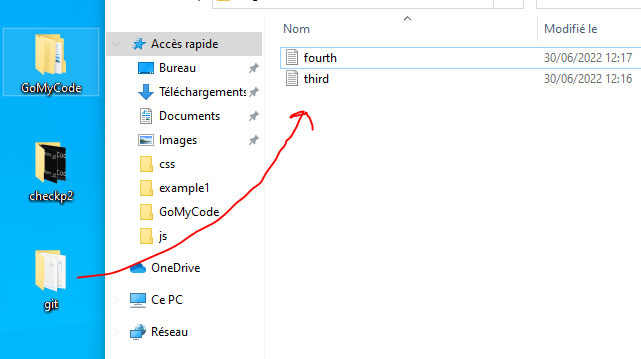 Nom
Modifié le
Accès rapide
Bureau
Téléchargements
Documents
Images
css
example1
GoMyCode
js
OneDrive
Ce PC
Réseau
fourth
30/06/2022 12:17
third
30/06/2022 12:16
GoMyCode
checkp2
git